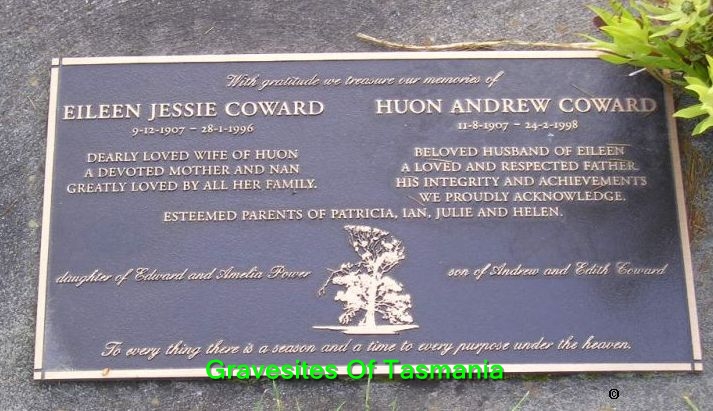 With gratitude we treasure our memories of
EILEEN JESSIE COWARD
9-12-1907 - 28-1-1996
DEARLY LOVED WIFE OF HUON
A DEVOTED MOTHER AND NAN
GREATLY LOVED BY ALL HER FAMILY.
HUON ANDREW COWARD
11-8-1907 - 24-2-1998
BELOVED HUSBAND OF EILEEN
A LOVED AND RESPECTED FATHER
HIS INTEGRITY AND ACHIEVEMENTS
WE PROUDLY ACKNOWLEDGE.
ESTEEMED PARENTS OF PATRICIA, IAN, JULIE AND HELEN.
daughter of Edward and Amelia Power
son of Andrew and Edith Coward
To every thing there is a season and a time to every purpose under the heaven.
Gravesites Of Tasmania
©